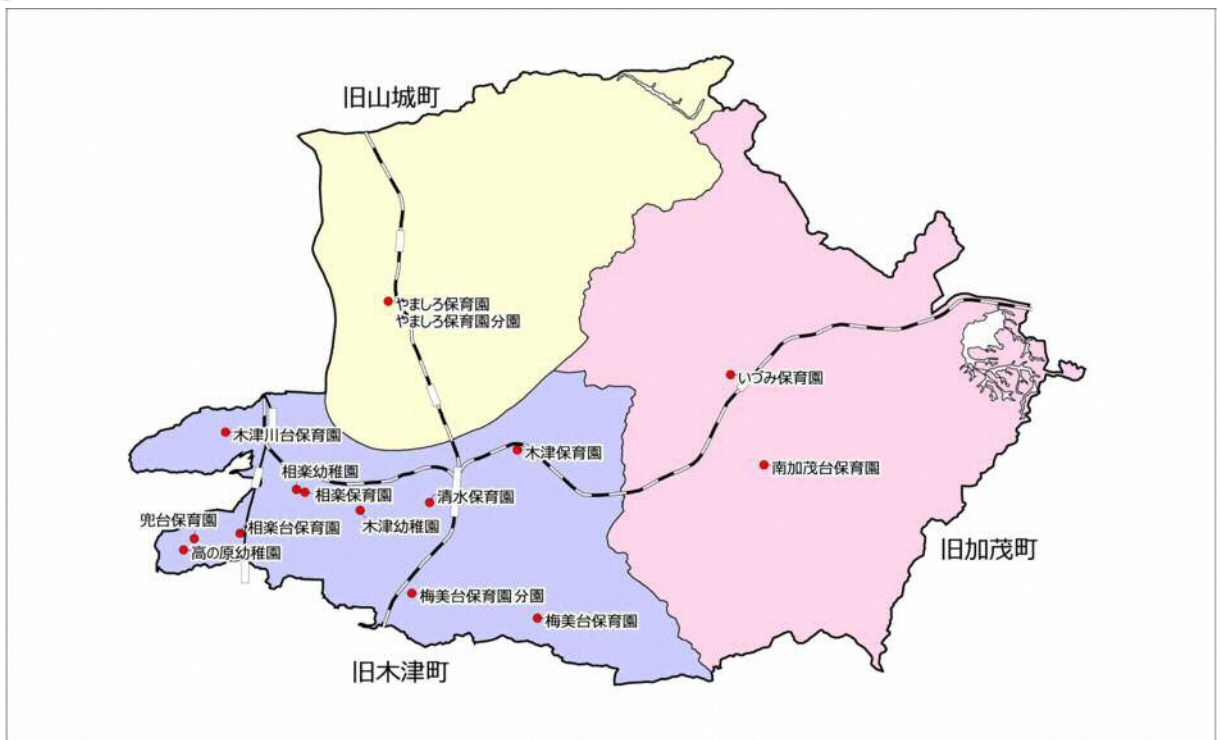 旧山城町
やましろ保育園
やましろ保育園分園
いづみ保育園
木津川台保育園
木津保育園
相楽幼稚園
南加茂台保育園
相楽保育園
清水保育園
兜台保育園
相楽台保育園
木津幼稚園
高の原幼稚園
旧加茂町
梅美台保育園分園
梅美台保育園
旧木津町